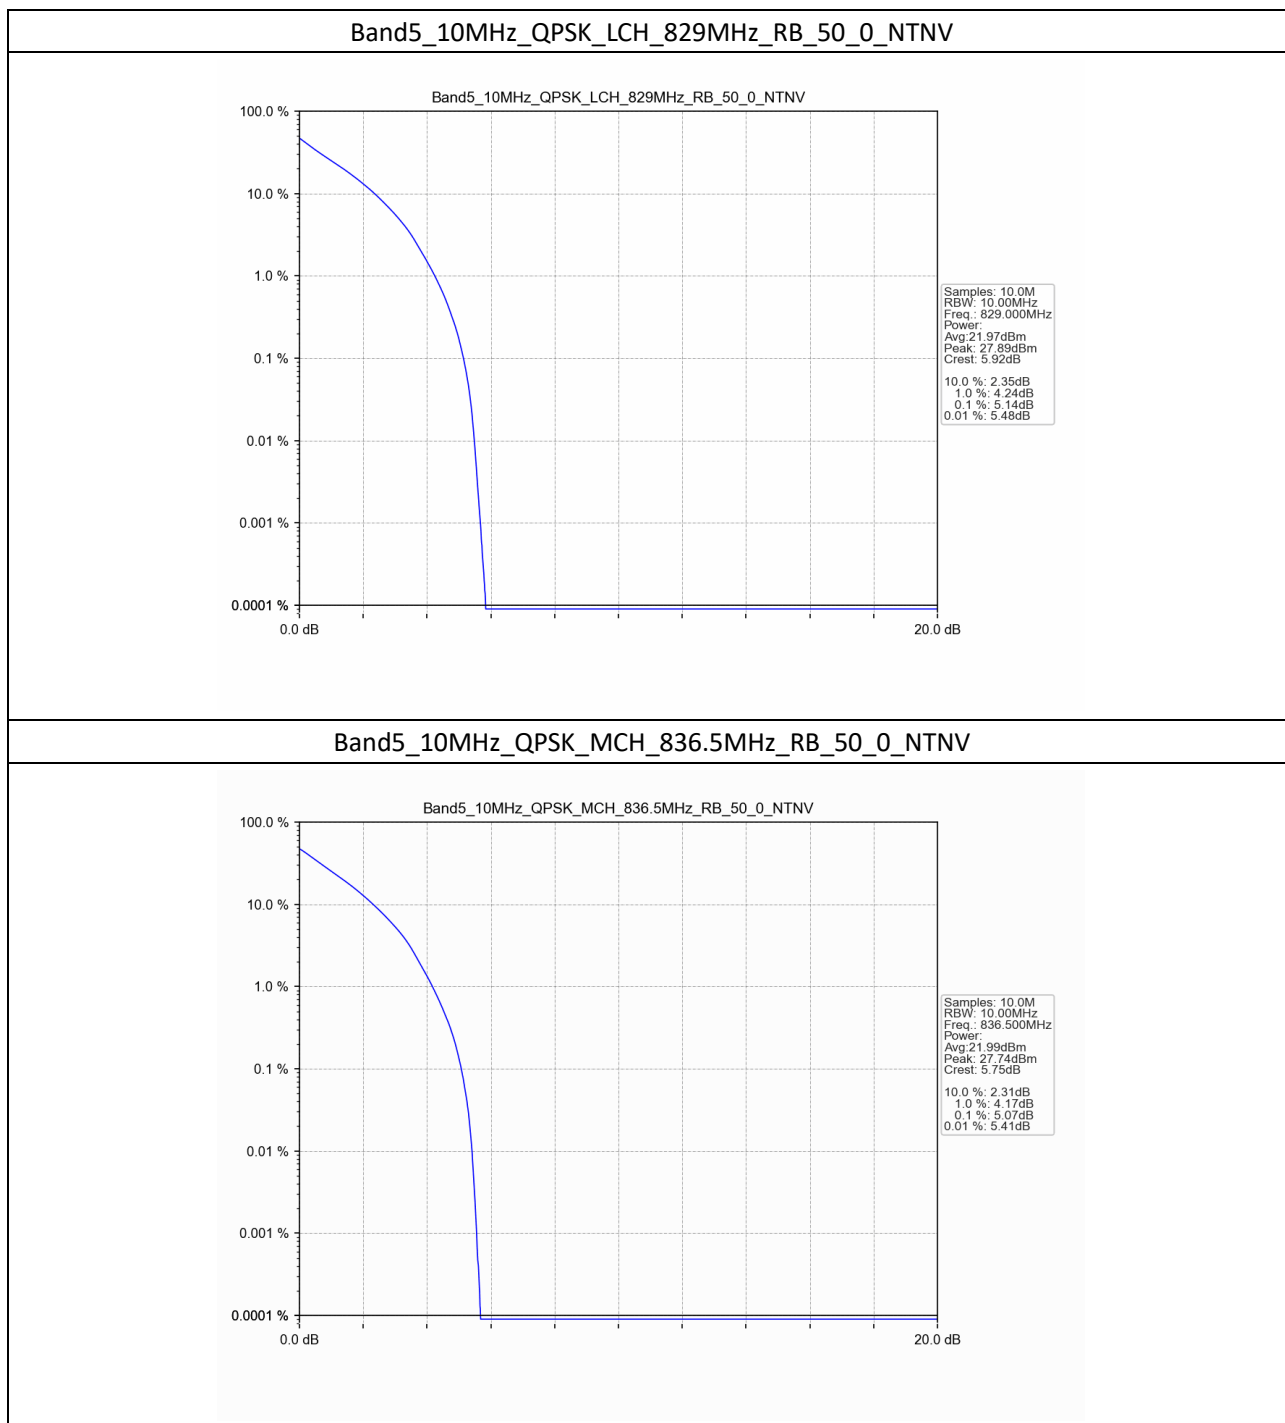 Band5_10MHz_QPSK_LCH_829MHz_RB_50_0_NTNV
Band5_10MHz_QPSK_LCH_829MHz_RB_50_0_NTNV
100.0 %
10.0 %
1.0 %
0.1 %
0.01 %
0.001 %
0.0001 %
0.0 dB
20.0 dB
Samples: 10.0M
RBW: 10.00MHz
Freq.: 829.000MHz
Power:
Avg:21.97dBm
Peak: 27.89dBm
Crest: 5.92dB
10.0 %: 2.35dB
1.0 %: 4.24dB
0.1 %: 5.14dB
0.01 %: 5.48dB
Band5_10MHz_QPSK_MCH_836.5MHz_RB_50_0_NTNV
Band5_10MHz_QPSK_MCH_836.5MHz_RB_50_0_NTNV
100.0 %
10.0 %
1.0 %
0.1 %
0.01 %
0.001 %
0.0001 %
0.0 dB
20.0 dB
Samples: 10.0M
RBW: 10.00MHz
Freq.: 836.500MHz
Power:
Avg:21.99dBm
Peak: 27.74dBm
Crest: 5.75dB
10.0 %: 2.31dB
1.0 %: 4.17dB
0.1 %: 5.07dB
0.01 %: 5.41dB